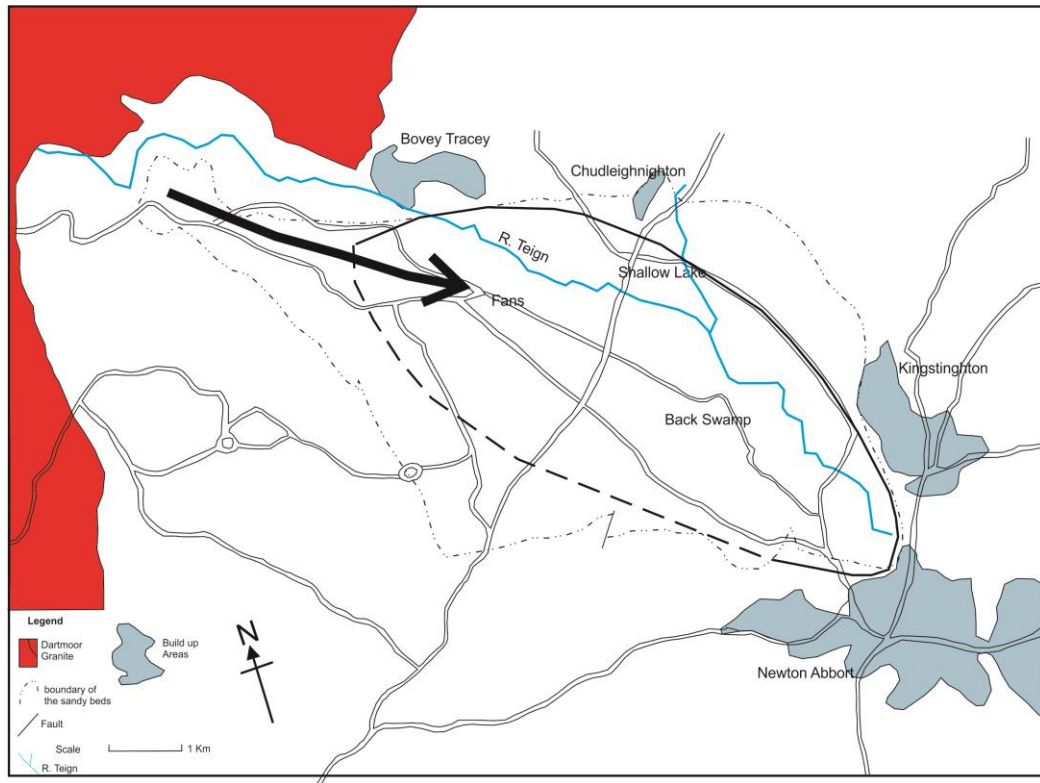 Bovey Tracey
Chudleighnighton
R. Teign
Shallow Lake
Fans
Kingstinghton
Back Swamp
Newton Abbort
N
Legend
Dartmoor
Granite
Build up
Areas
boundary of
the sandy beds
Fault
Scale
1 Km
R. Teign